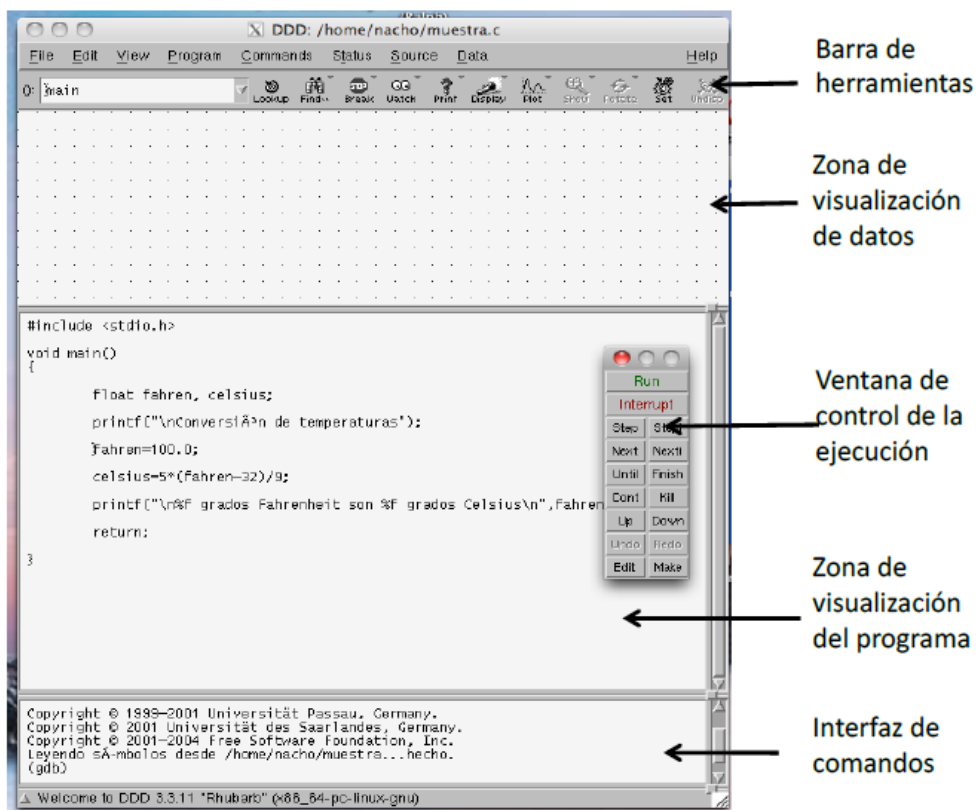 DDD: /home/nacho/muestra.c
File Edit View Program Commands Status Source Data Help
(): main
Lookup Find» Break Watch Print Display Plot Show Rotate Set Undisp
#include <stdio.h>
void main()
{
float fahren, celsius;
printf("\nConversiÃ³n de temperaturas");
fahren=100.0;
celsius=5*(fahren-32)/9;
printf("\n%f grados Fahrenheit son %f grados Celsius\n",fahren
return;
}
Run
Interrupt
Step Stepi
Next Nexti
Until Finish
Cont Kill
Up Down
Undo Redo
Edit Make
Copyright © 1999-2001 Universität Passau, Germany.
Copyright © 2001 Universität des Saarlandes, Germany.
Copyright © 2001-2004 Free Software Foundation, Inc.
Leyendo sÃ-mbolos desde /home/nacho/muestra...hecho.
(gdb)
Welcome to DDD 3.3.11 "Rhubarb" (x86_64-pc-linux-gnu)
Barra de
herramientas
Zona de
visualización
de datos
Ventana de
control de la
ejecución
Zona de
visualización
del programa
Interfaz de
comandos